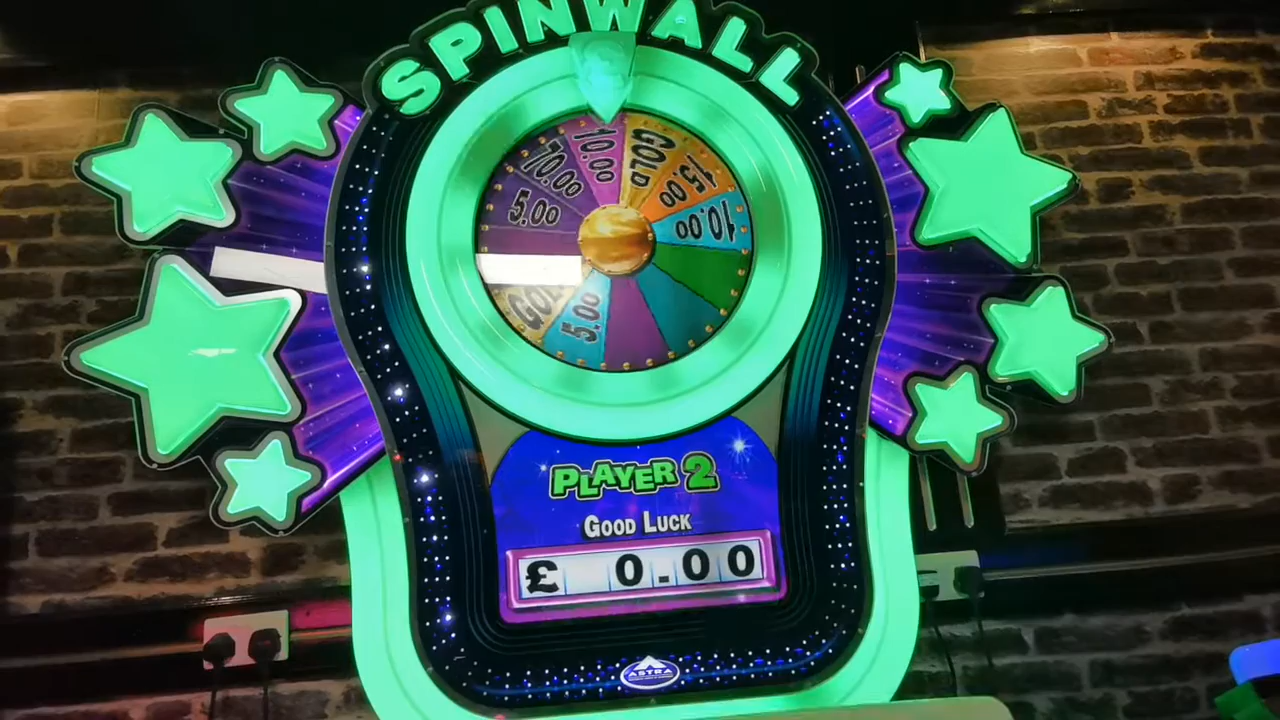 SPINWALL
10.00
GOLD
15.00
10.00
70.00
5.00
GOL
5.00
PLAYER 2
GOOD LUCK
£ 0.00
ASTRA